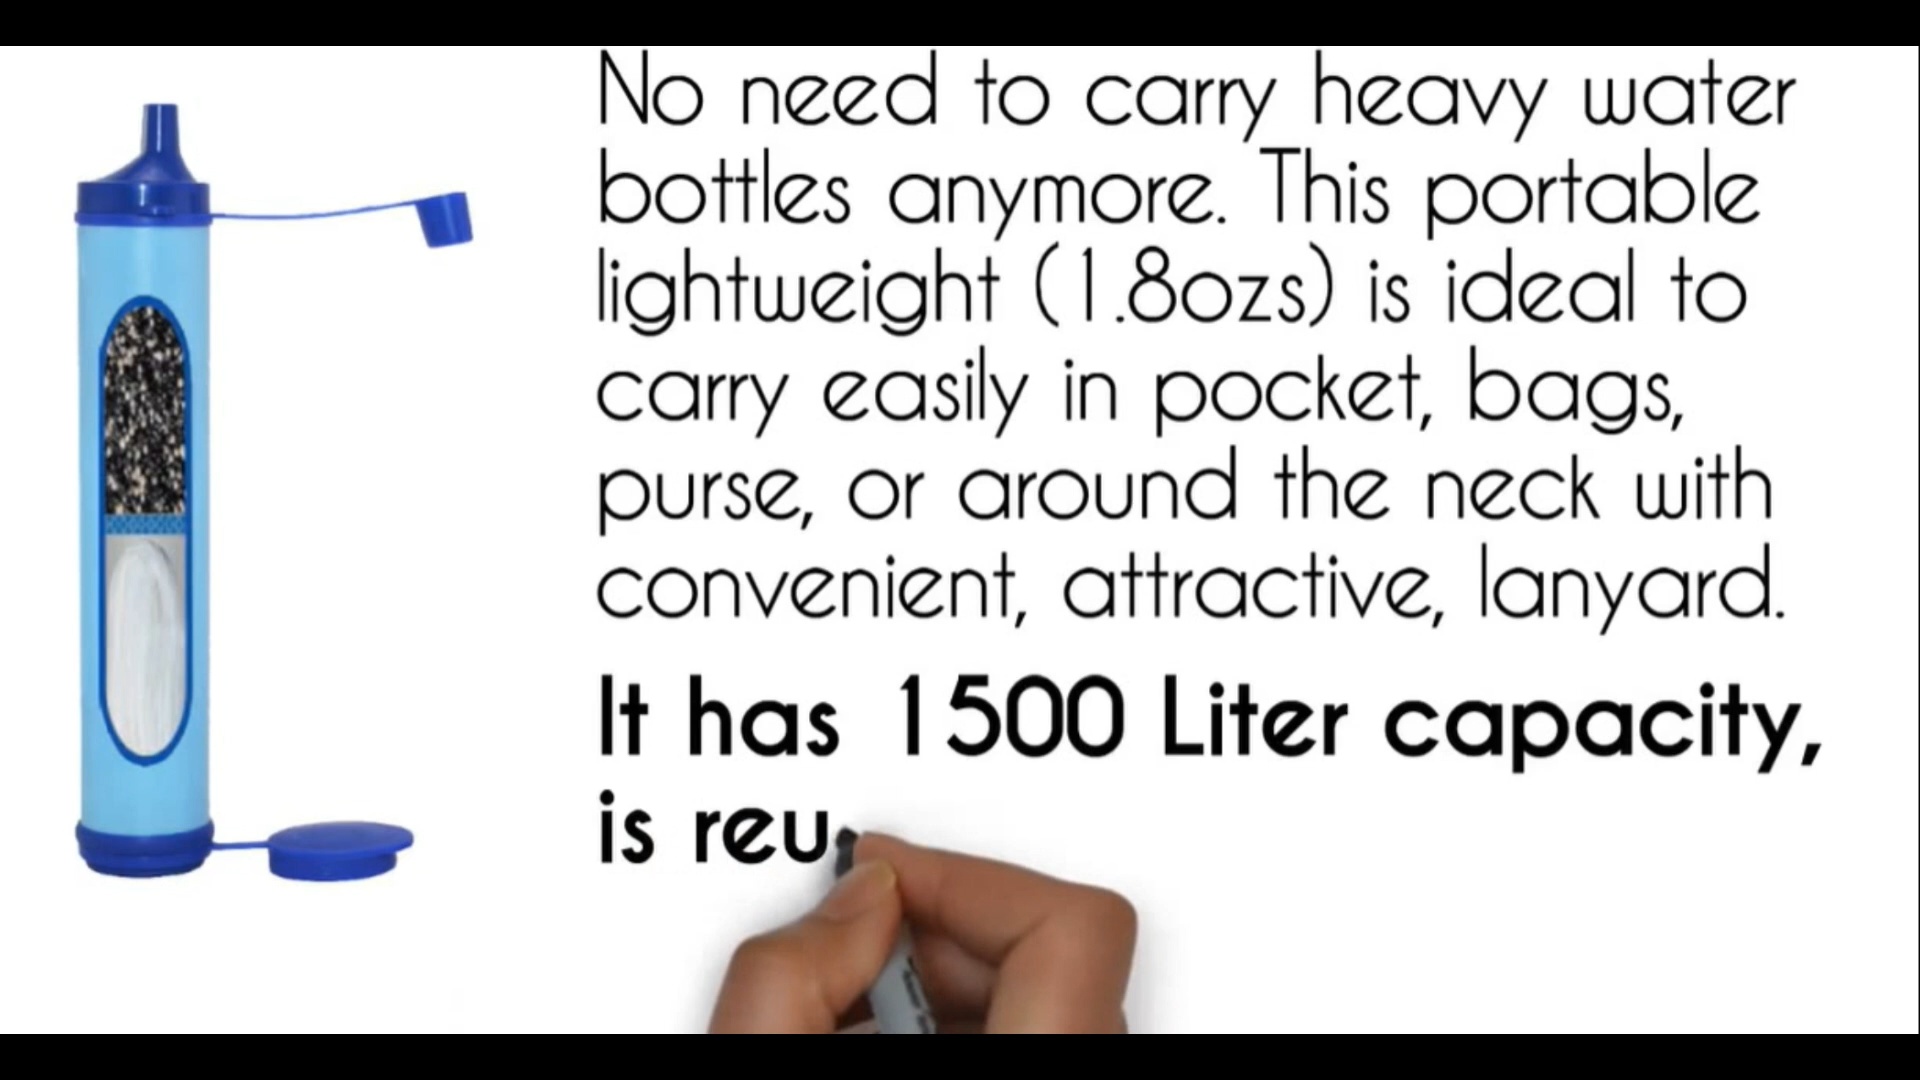 No need to carry heavy water
bottles anymore. This portable
lightweight (1.8ozs) is ideal to
carry easily in pocket, bags,
purse, or around the neck with
convenient, attractive, lanyard.
It has 1500 Liter capacity,
is reu